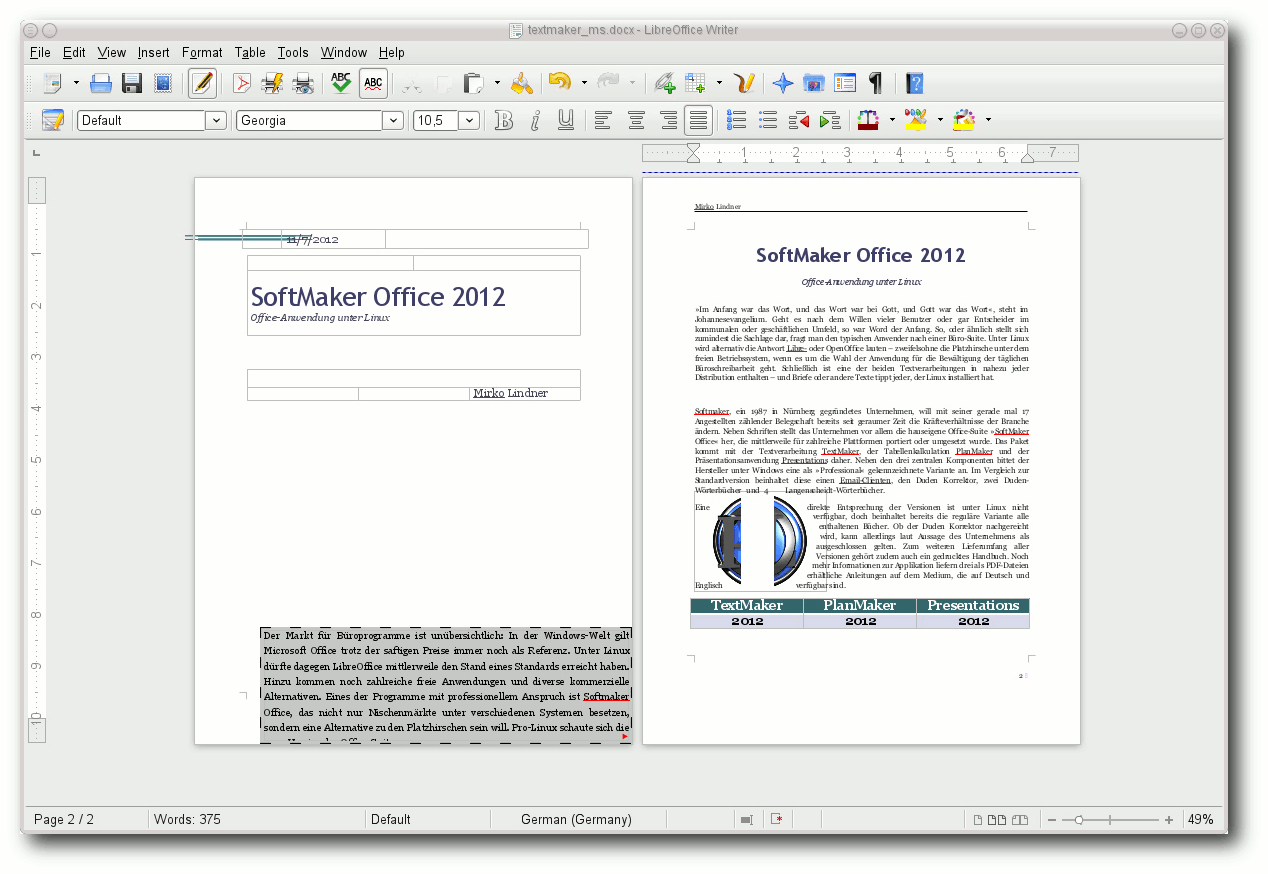 textmaker_ms.docx - LibreOffice Writer
File Edit View Insert Format Table Tools Window Help
ABC ABC
Default Georgia 10,5
1 2 3 4 5 6 7
1 2 3 4 5 6 7 8 9 10
11/7/2012
SoftMaker Office 2012
Office-Anwendung unter Linux
Mirko Lindner
Der Markt für Büroprogramme ist unübersichtlich: In der Windows-Welt gilt
Microsoft Office trotz der saftigen Preise immer noch als Referenz. Unter Linux
dürfte dagegen LibreOffice mittlerweile den Stand eines Standards erreicht haben.
Hinzu kommen noch zahlreiche freie Anwendungen und diverse kommerzielle
Alternativen. Eines der Programme mit professionellem Anspruch ist Softmaker
Office, das nicht nur Nischenmärkte unter verschiedenen Systemen besetzen,
sondern eine Alternative zu den Platzhirschen sein will. Pro-Linux schaute sich die
Mirko Lindner
SoftMaker Office 2012
Office-Anwendung unter Linux
»Im Anfang war das Wort, und das Wort war bei Gott, und Gott war das Wort«, steht im
Johannesevangelium. Geht es nach dem Willen vieler Benutzer oder gar Entscheider im
kommunalen oder geschäftlichen Umfeld, so war Word der Anfang. So, oder ähnlich stellt sich
zumindest die Sachlage dar, fragt man den typischen Anwender nach einer Büro-Suite. Unter Linux
wird alternativ die Antwort Libre- oder OpenOffice lauten – zweifelsohne die Platzhirsche unter dem
freien Betriebssystem, wenn es um die Wahl der Anwendung für die Bewältigung der täglichen
Büroschreibarbeit geht. Schließlich ist eine der beiden Textverarbeitungen in nahezu jeder
Distribution enthalten – und Briefe oder andere Texte tippt jeder, der Linux installiert hat.
Softmaker, ein 1987 in Nürnberg gegründetes Unternehmen, will mit seiner gerade mal 17
Angestellten zählender Belegschaft bereits seit geraumer Zeit die Kräfteverhältnisse der Branche
ändern. Neben Schriften stellt das Unternehmen vor allem die hauseigene Office-Suite »SoftMaker
Office« her, die mittlerweile für zahlreiche Plattformen portiert oder umgesetzt wurde. Das Paket
kommt mit der Textverarbeitung TextMaker, der Tabellenkalkulation PlanMaker und der
Präsentationsanwendung Presentations daher. Neben den drei zentralen Komponenten bittet der
Hersteller unter Windows eine als »Professional« gekennzeichnete Variante an. Im Vergleich zur
Standardversion beinhaltet diese einen Email-Clienten, den Duden Korrektor, zwei Duden-
Wörterbücher und 4 Langenscheidt-Wörterbücher.
Eine direkte Entsprechung der Versionen ist unter Linux nicht
verfügbar, doch beinhaltet bereits die reguläre Variante alle
enthaltenen Bücher. Ob der Duden Korrektor nachgereicht
wird, kann allerdings laut Aussage des Unternehmens als
ausgeschlossen gelten. Zum weiteren Lieferumfang aller
Versionen gehört zudem auch ein gedrucktes Handbuch. Noch
mehr Informationen zur Applikation liefern drei als PDF-Dateien
erhältliche Anleitungen auf dem Medium, die auf Deutsch und
Englisch verfügbar sind.
TextMaker PlanMaker Presentations
2012 2012 2012
2
Page 2 / 2 Words: 375 Default German (Germany) 49%